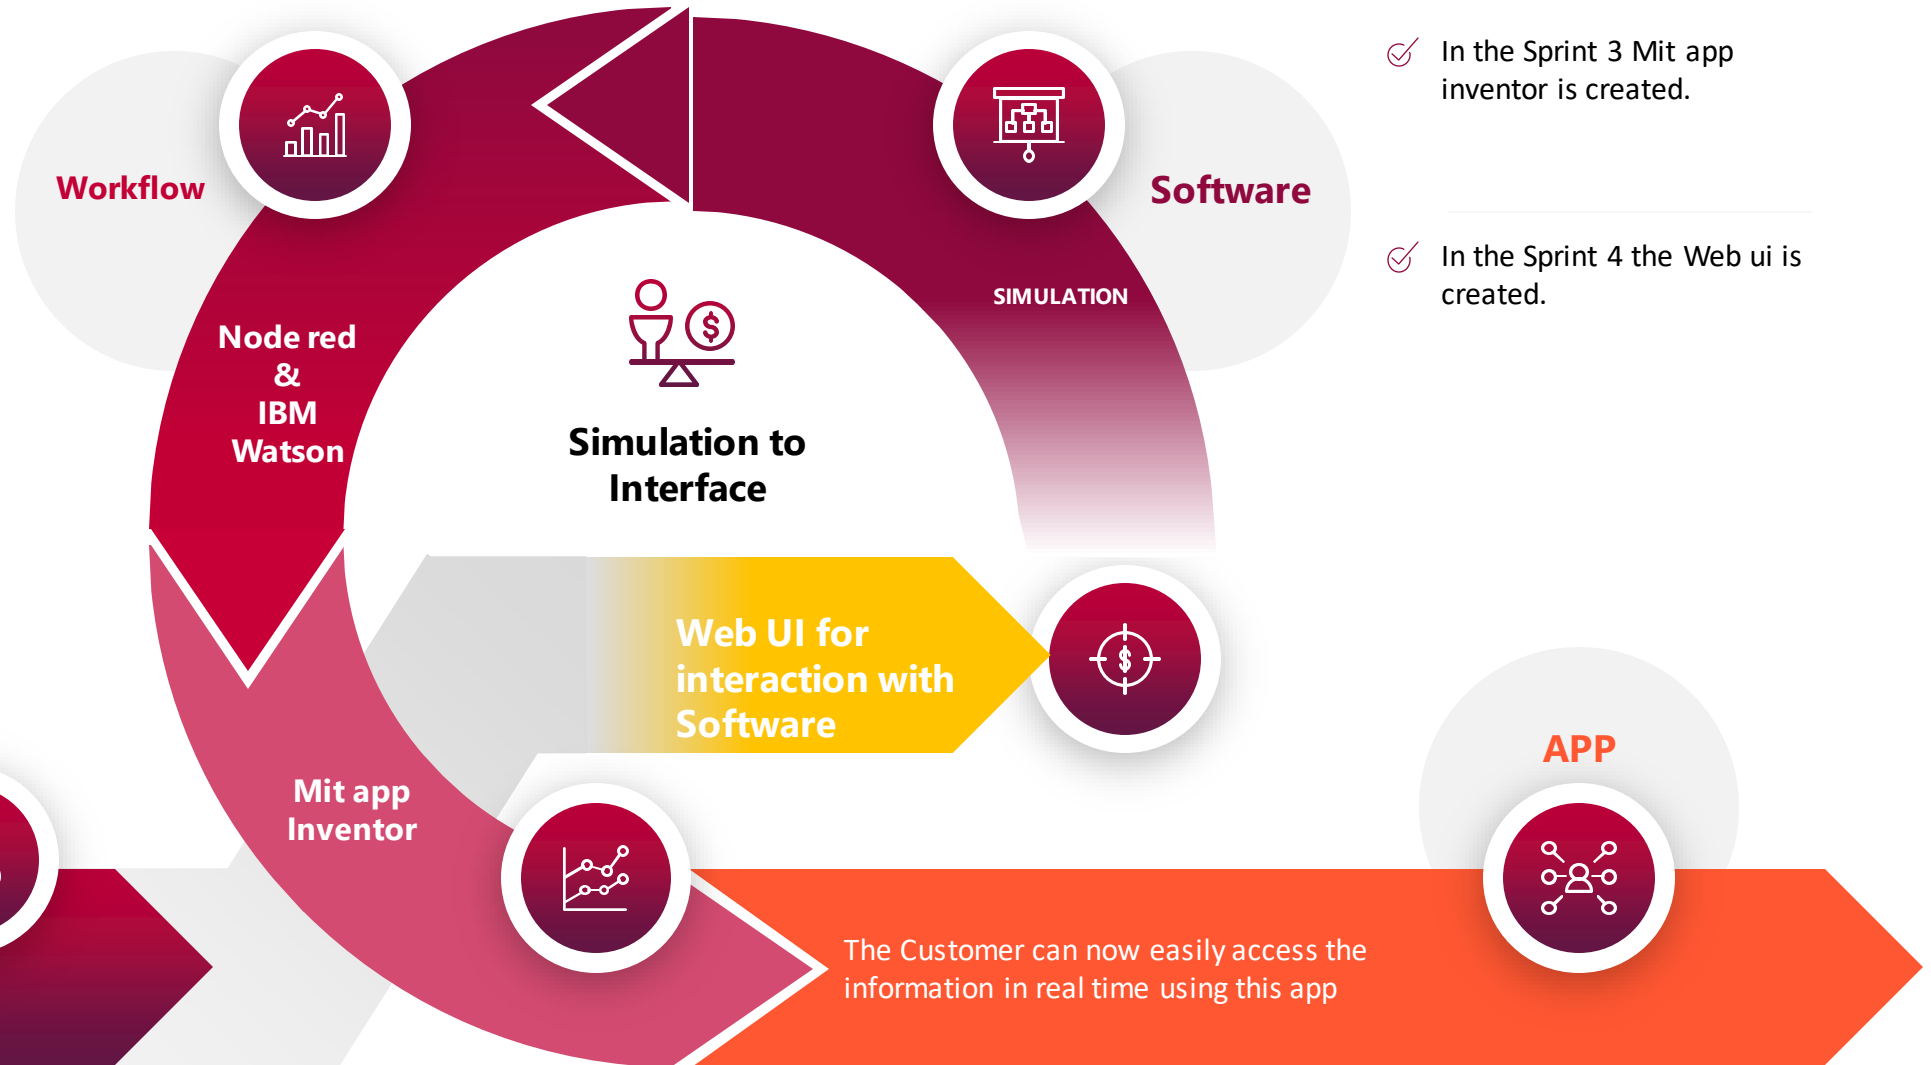 In the Sprint 3 Mit app
inventor is created.
Workflow
Software
In the Sprint 4 the Web ui is
created.
SIMULATION
Node red
&
IBM
Watson
Simulation to
Interface
Web UI for
interaction with
Software
APP
Mit app
Inventor
The Customer can now easily access the
information in real time using this app